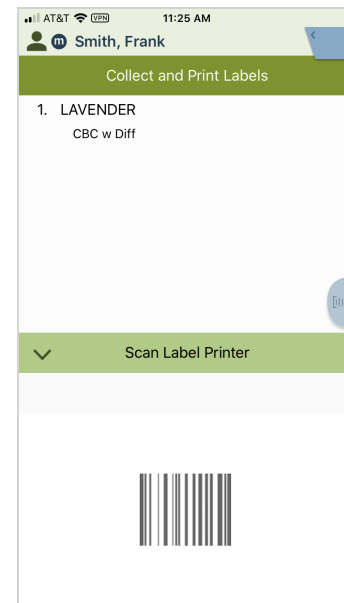 AT&T VPN 11:25 AM
m Smith, Frank
Collect and Print Labels
1. LAVENDER
CBC w Diff
Scan Label Printer